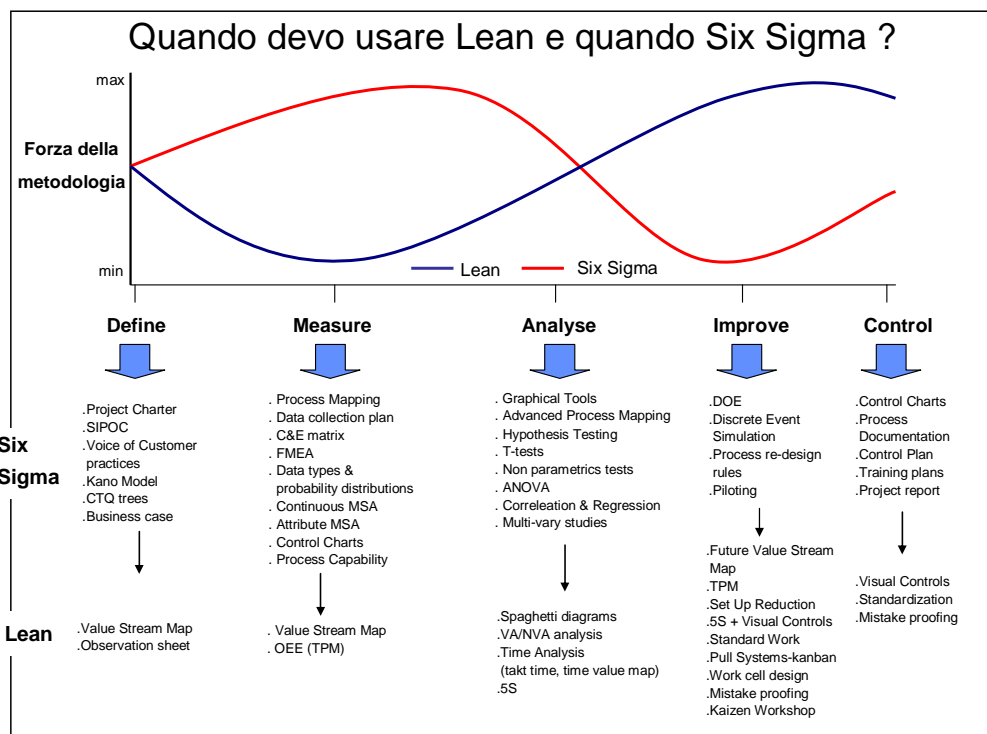 Quando devo usare Lean e quando Six Sigma ?
max
Forza della
metodologia
min
Lean
Six Sigma
Define
Measure
Analyse
Improve
Control
Six
Sigma
.Project Charter
.SIPOC
.Voice of Customer
practices
.Kano Model
.CTQ trees
.Business case
. Process Mapping
. Data collection plan
. C&E matrix
. FMEA
. Data types &
probability distributions
. Continuous MSA
. Attribute MSA
. Control Charts
. Process Capability
. Graphical Tools
. Advanced Process Mapping
. Hypothesis Testing
. T-tests
. Non parametrics tests
. ANOVA
. Correleation & Regression
. Multi-vary studies
.DOE
.Discrete Event
Simulation
.Process re-design
rules
.Piloting
.Control Charts
.Process
Documentation
.Control Plan
.Training plans
.Project report
Lean
.Value Stream Map
.Observation sheet
. Value Stream Map
. OEE (TPM)
.Spaghetti diagrams
.VA/NVA analysis
.Time Analysis
(takt time, time value map)
.5S
.Future Value Stream
Map
.TPM
.Set Up Reduction
.5S + Visual Controls
.Standard Work
.Pull Systems-kanban
.Work cell design
.Mistake proofing
.Kaizen Workshop
.Visual Controls
.Standardization
.Mistake proofing